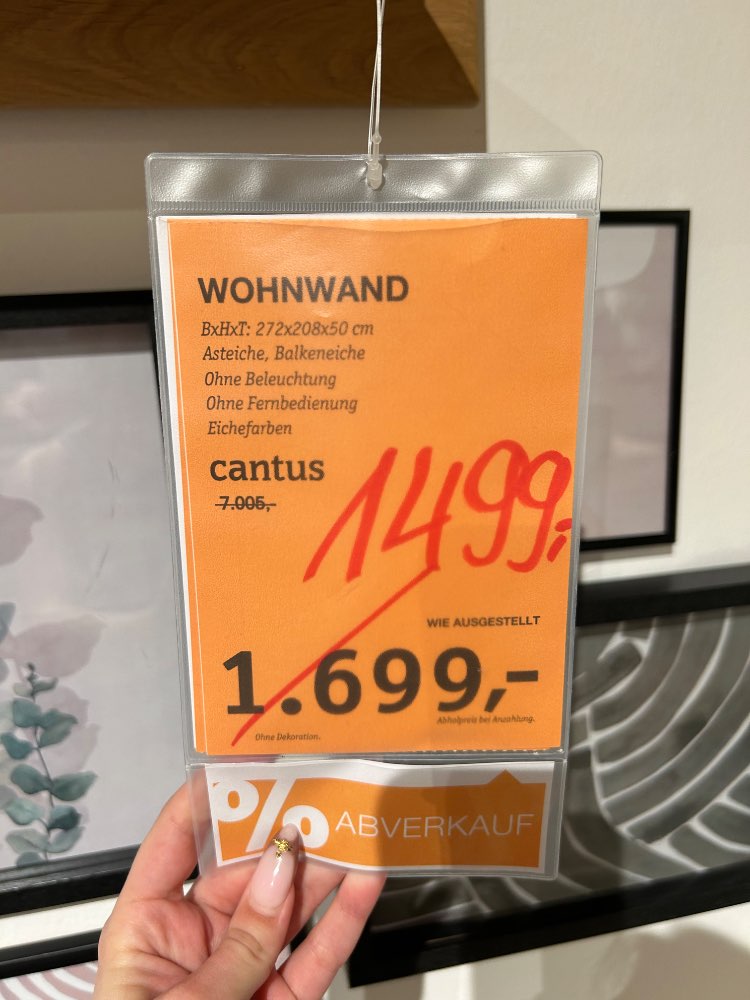 WOHNWAND
BxHxT: 272x208x50 cm
Asteiche, Balkeneiche
Ohne Beleuchtung
Ohne Fernbedienung
Eichefarben
cantus
7.005,-
1499,-
WIE AUSGESTELLT
1.699,-
Abholpreis bei Anzahlung.
Ohne Dekoration.
% ABVERKAUF